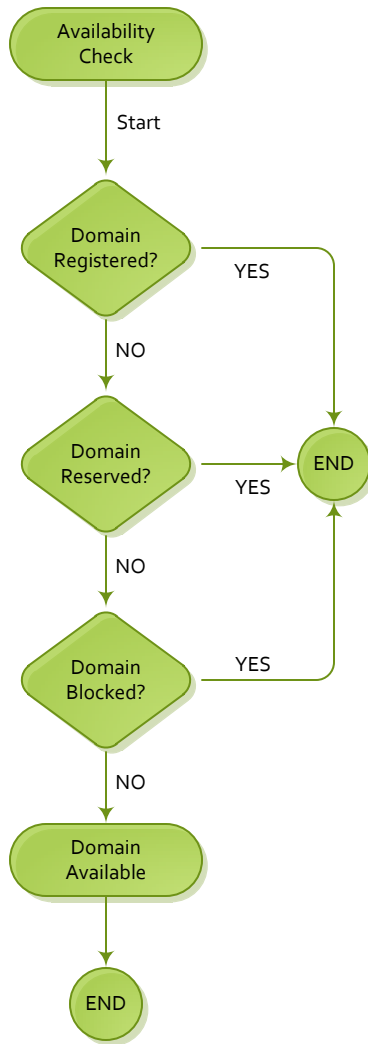 Availability
Check
Start
Domain
Registered?
YES
NO
Domain
Reserved?
YES
END
NO
Domain
Blocked?
YES
NO
Domain
Available
END